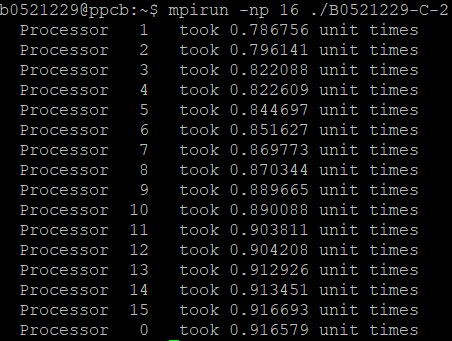 b0521229@ppcb:~$ mpirun -np 16 ./B0521229-C-2
Processor 1 took 0.786756 unit times
Processor 2 took 0.796141 unit times
Processor 3 took 0.822088 unit times
Processor 4 took 0.822609 unit times
Processor 5 took 0.844697 unit times
Processor 6 took 0.851627 unit times
Processor 7 took 0.869773 unit times
Processor 8 took 0.870344 unit times
Processor 9 took 0.889665 unit times
Processor 10 took 0.890088 unit times
Processor 11 took 0.903811 unit times
Processor 12 took 0.904208 unit times
Processor 13 took 0.912926 unit times
Processor 14 took 0.913451 unit times
Processor 15 took 0.916693 unit times
Processor 0 took 0.916579 unit times